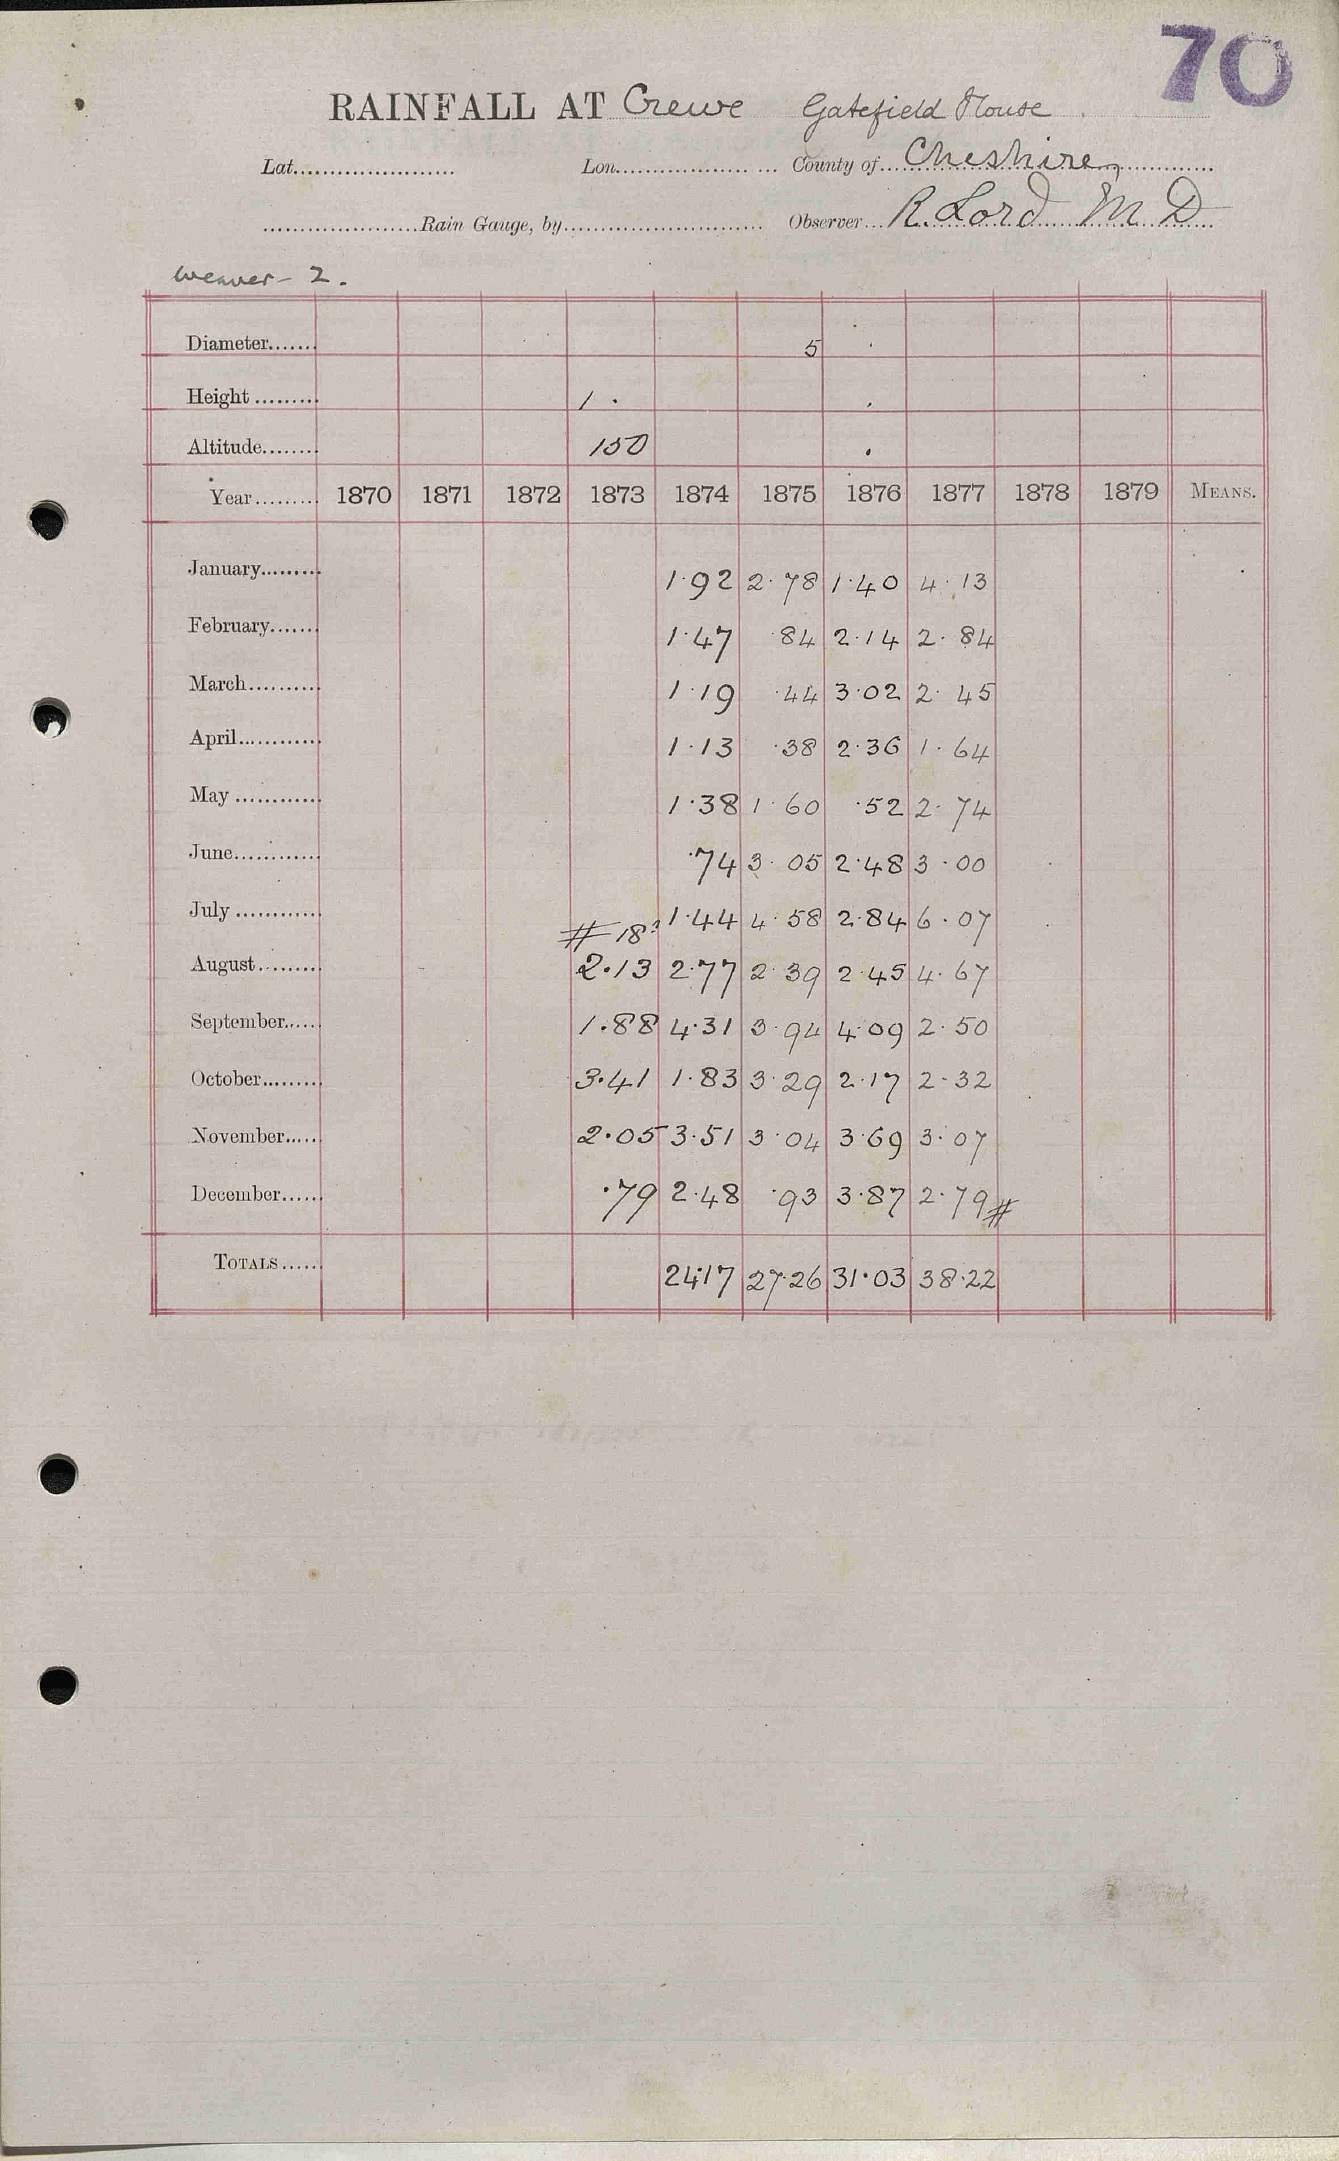 70
RAINFALL AT Crewe Gatefield House
Lat. Lon. County of Cheshire
Rain Gauge, by Observer R. Lord M D
Weaver - 2.
Diameter 5
Height 1 ·
Altitude 150
Year 1870 1871 1872 1873 1874 1875 1876 1877 1878 1879 MEANS.
January 1·92 2·78 1·40 4·13
February 1·47 ·84 2·14 2·84
March 1·19 ·44 3·02 2·45
April 1·13 ·38 2·36 1·64
May 1·38 1·60 ·52 2·74
June ·74 3·05 2·48 3·00
July # 18 1·44 4·58 2·84 6·07
August 2·13 2·77 2·39 2·45 4·67
September 1·88 4·31 3·94 4·09 2·50
October 3·41 1·83 3·29 2·17 2·32
November 2·05 3·51 3·04 3·69 3·07
December ·79 2·48 ·93 3·87 2·79 #
TOTALS 24·17 27·26 31·03 38·22